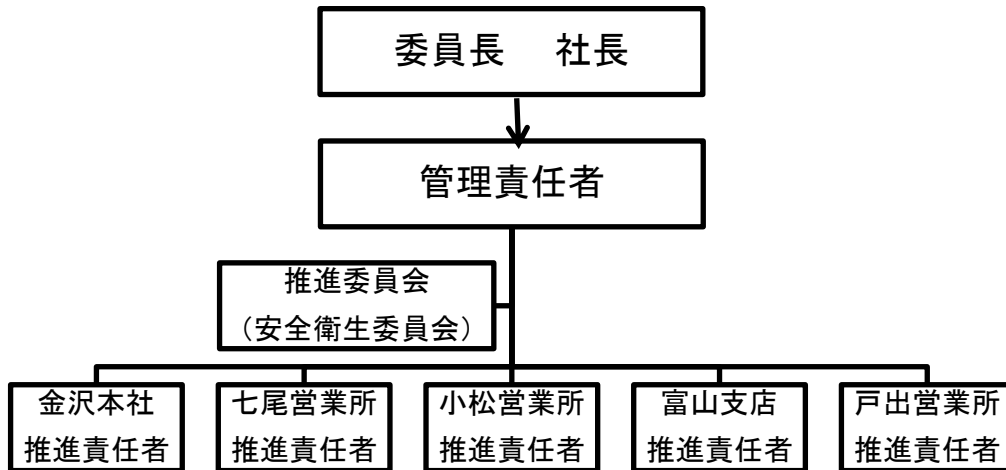 委員長　社長
管理責任者
推進委員会
（安全衛生委員会）
金沢本社
推進責任者
七尾営業所
推進責任者
小松営業所
推進責任者
富山支店
推進責任者
戸出営業所
推進責任者